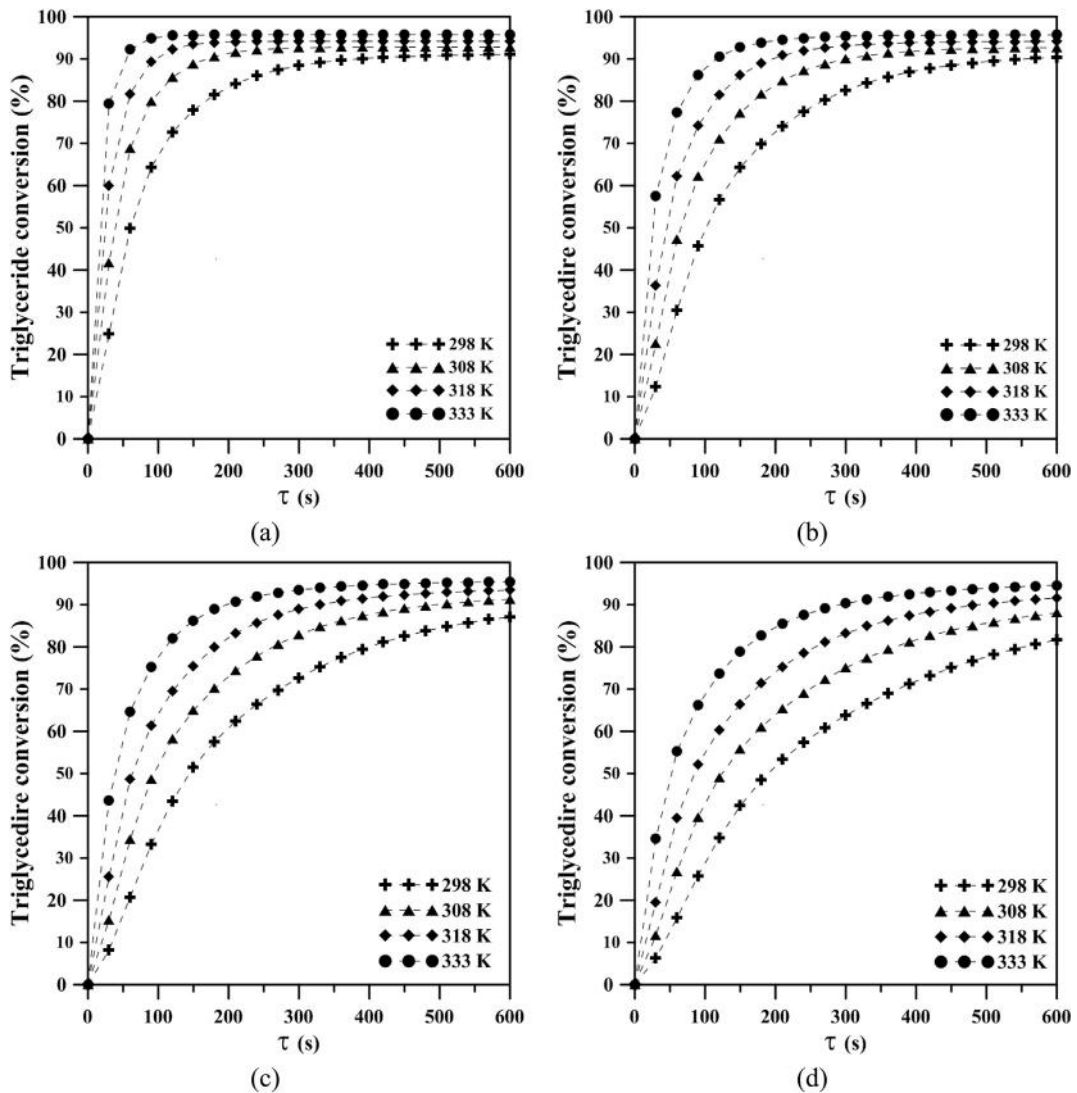 Triglyceride conversion (%)
100
90
80
70
60
50
40
30
20
10
0
0 100 200 300 400 500 600
τ (s)
298 K
308 K
318 K
333 K
(a)
Triglycedire conversion (%)
100
90
80
70
60
50
40
30
20
10
0
0 100 200 300 400 500 600
τ (s)
298 K
308 K
318 K
333 K
(b)
Triglycedire conversion (%)
100
90
80
70
60
50
40
30
20
10
0
0 100 200 300 400 500 600
τ (s)
298 K
308 K
318 K
333 K
(c)
Triglycedire conversion (%)
100
90
80
70
60
50
40
30
20
10
0
0 100 200 300 400 500 600
τ (s)
298 K
308 K
318 K
333 K
(d)